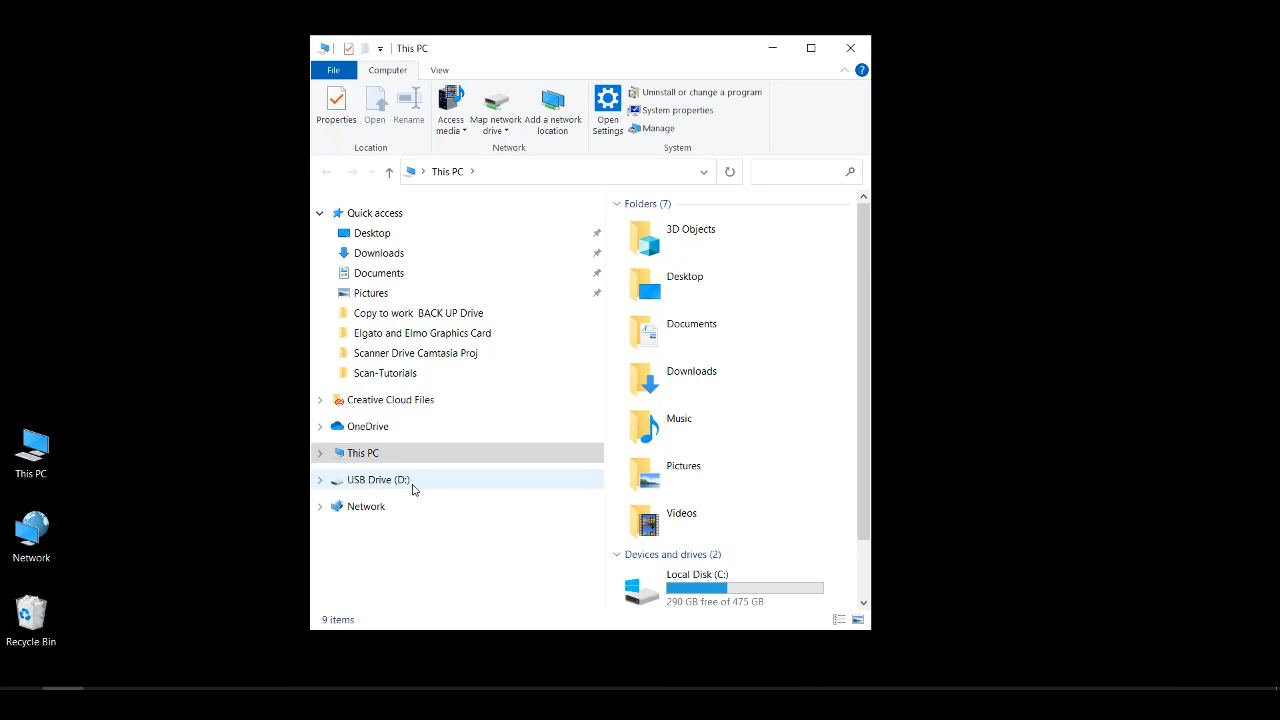 This PC
File Computer View
Properties Open Rename
Location
Access media Map network drive Add a network location
Network
Open Settings
Uninstall or change a program
System properties
Manage
System
This PC
Quick access
Desktop
Downloads
Documents
Pictures
Copy to work BACK UP Drive
Elgato and Elmo Graphics Card
Scanner Drive Camtasia Proj
Scan-Tutorials
Creative Cloud Files
OneDrive
This PC
USB Drive (D:)
Network
Folders (7)
3D Objects
Desktop
Documents
Downloads
Music
Pictures
Videos
Devices and drives (2)
Local Disk (C:)
290 GB free of 475 GB
9 items
This PC
Network
Recycle Bin